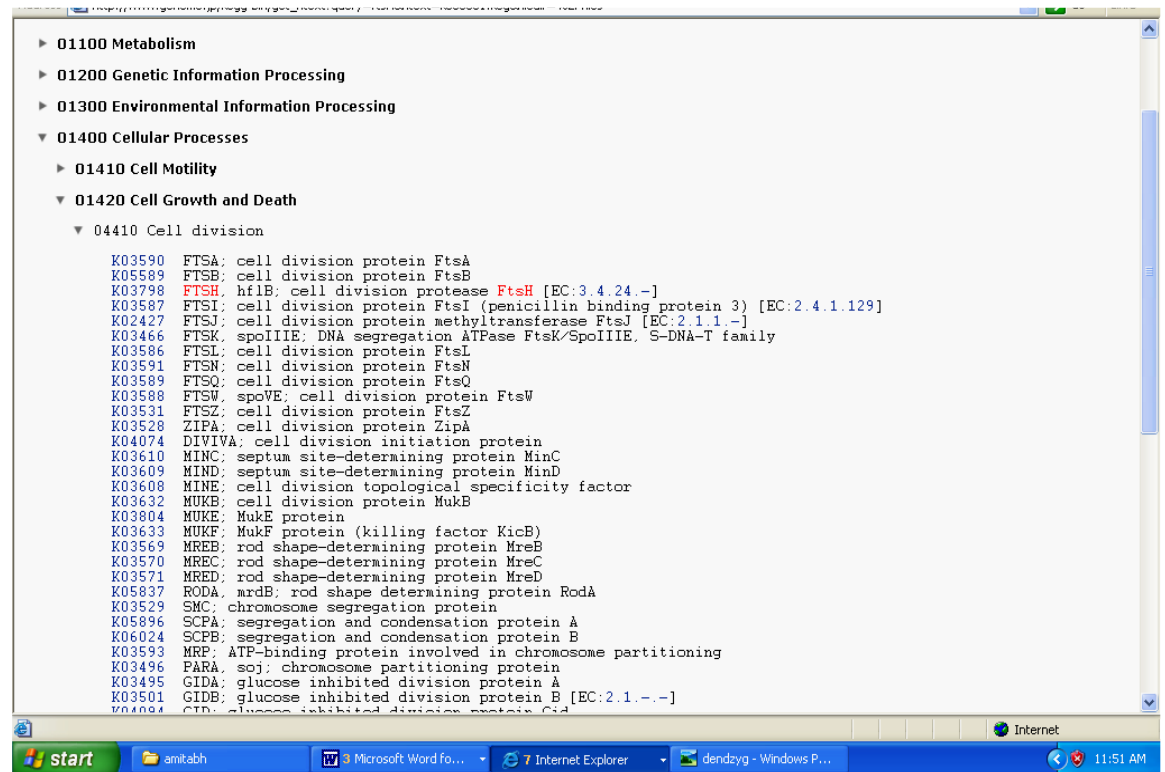 01100 Metabolism
01200 Genetic Information Processing
01300 Environmental Information Processing
01400 Cellular Processes
01410 Cell Motility
01420 Cell Growth and Death
04410 Cell division
K03590 FTSA; cell division protein FtsA
K05589 FTSB; cell division protein FtsB
K03798 FTSH, hflB; cell division protease FtsH [EC:3.4.24.-]
K03587 FTSI; cell division protein FtsI (penicillin binding protein 3) [EC:2.4.1.129]
K02427 FTSJ; cell division protein methyltransferase FtsJ [EC:2.1.1.-]
K03466 FTSK, spoIIIE; DNA segregation ATPase FtsK/SpoIIIE, S-DNA-T family
K03586 FTSL; cell division protein FtsL
K03591 FTSN; cell division protein FtsN
K03589 FTSQ; cell division protein FtsQ
K03588 FTSW, spoVE; cell division protein FtsW
K03531 FTSZ; cell division protein FtsZ
K03528 ZIPA; cell division protein ZipA
K04074 DIVIVA; cell division initiation protein
K03610 MINC; septum site-determining protein MinC
K03609 MIND; septum site-determining protein MinD
K03608 MINE; cell division topological specificity factor
K03632 MUKB; cell division protein MukB
K03804 MUKE; MukE protein
K03633 MUKF; MukF protein (killing factor KicB)
K03569 MREB; rod shape-determining protein MreB
K03570 MREC; rod shape-determining protein MreC
K03571 MRED; rod shape-determining protein MreD
K05837 RODA, mrdB; rod shape determining protein RodA
K03529 SMC; chromosome segregation protein
K05896 SCPA; segregation and condensation protein A
K06024 SCPB; segregation and condensation protein B
K03593 MRP; ATP-binding protein involved in chromosome partitioning
K03496 PARA, soj; chromosome partitioning protein
K03495 GIDA; glucose inhibited division protein A
K03501 GIDB; glucose inhibited division protein B [EC:2.1.-.-]
K04094 GID; glucose inhibited division protein Gid
Internet
start amitabh 3 Microsoft Word fo... 7 Internet Explorer dendzyg - Windows P... 11:51 AM